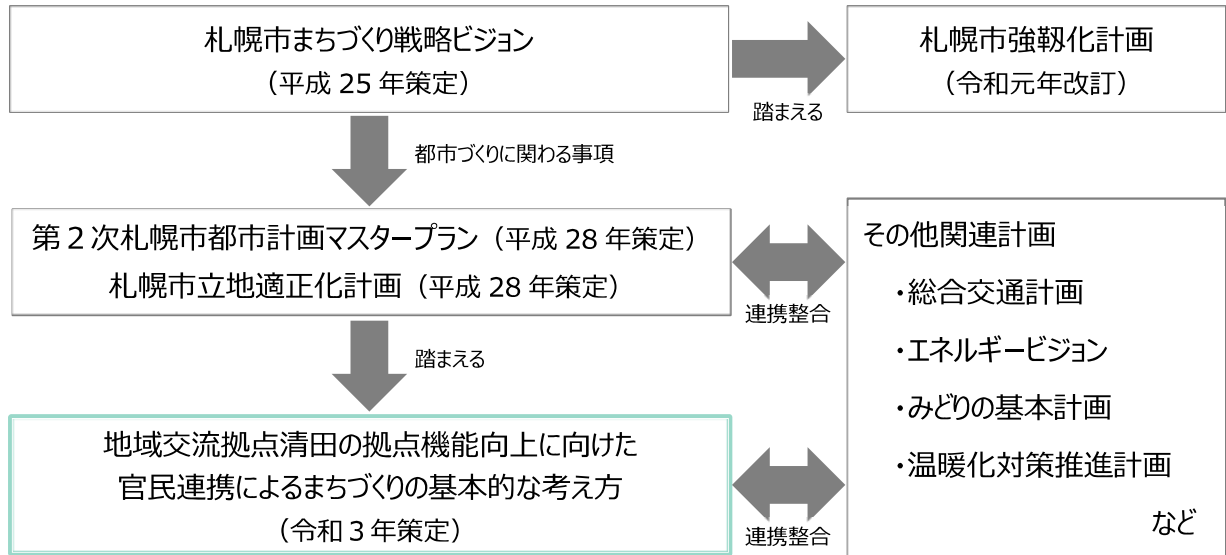 札幌市まちづくり戦略ビジョン
（平成 25 年策定）
踏まえる
札幌市強靱化計画
（令和元年改訂）
都市づくりに関わる事項
第２次札幌市都市計画マスタープラン（平成 28 年策定）
札幌市立地適正化計画（平成 28 年策定）
連携整合
その他関連計画
・総合交通計画
・エネルギービジョン
・みどりの基本計画
・温暖化対策推進計画
など
踏まえる
地域交流拠点清田の拠点機能向上に向けた
官民連携によるまちづくりの基本的な考え方
（令和３年策定）
連携整合